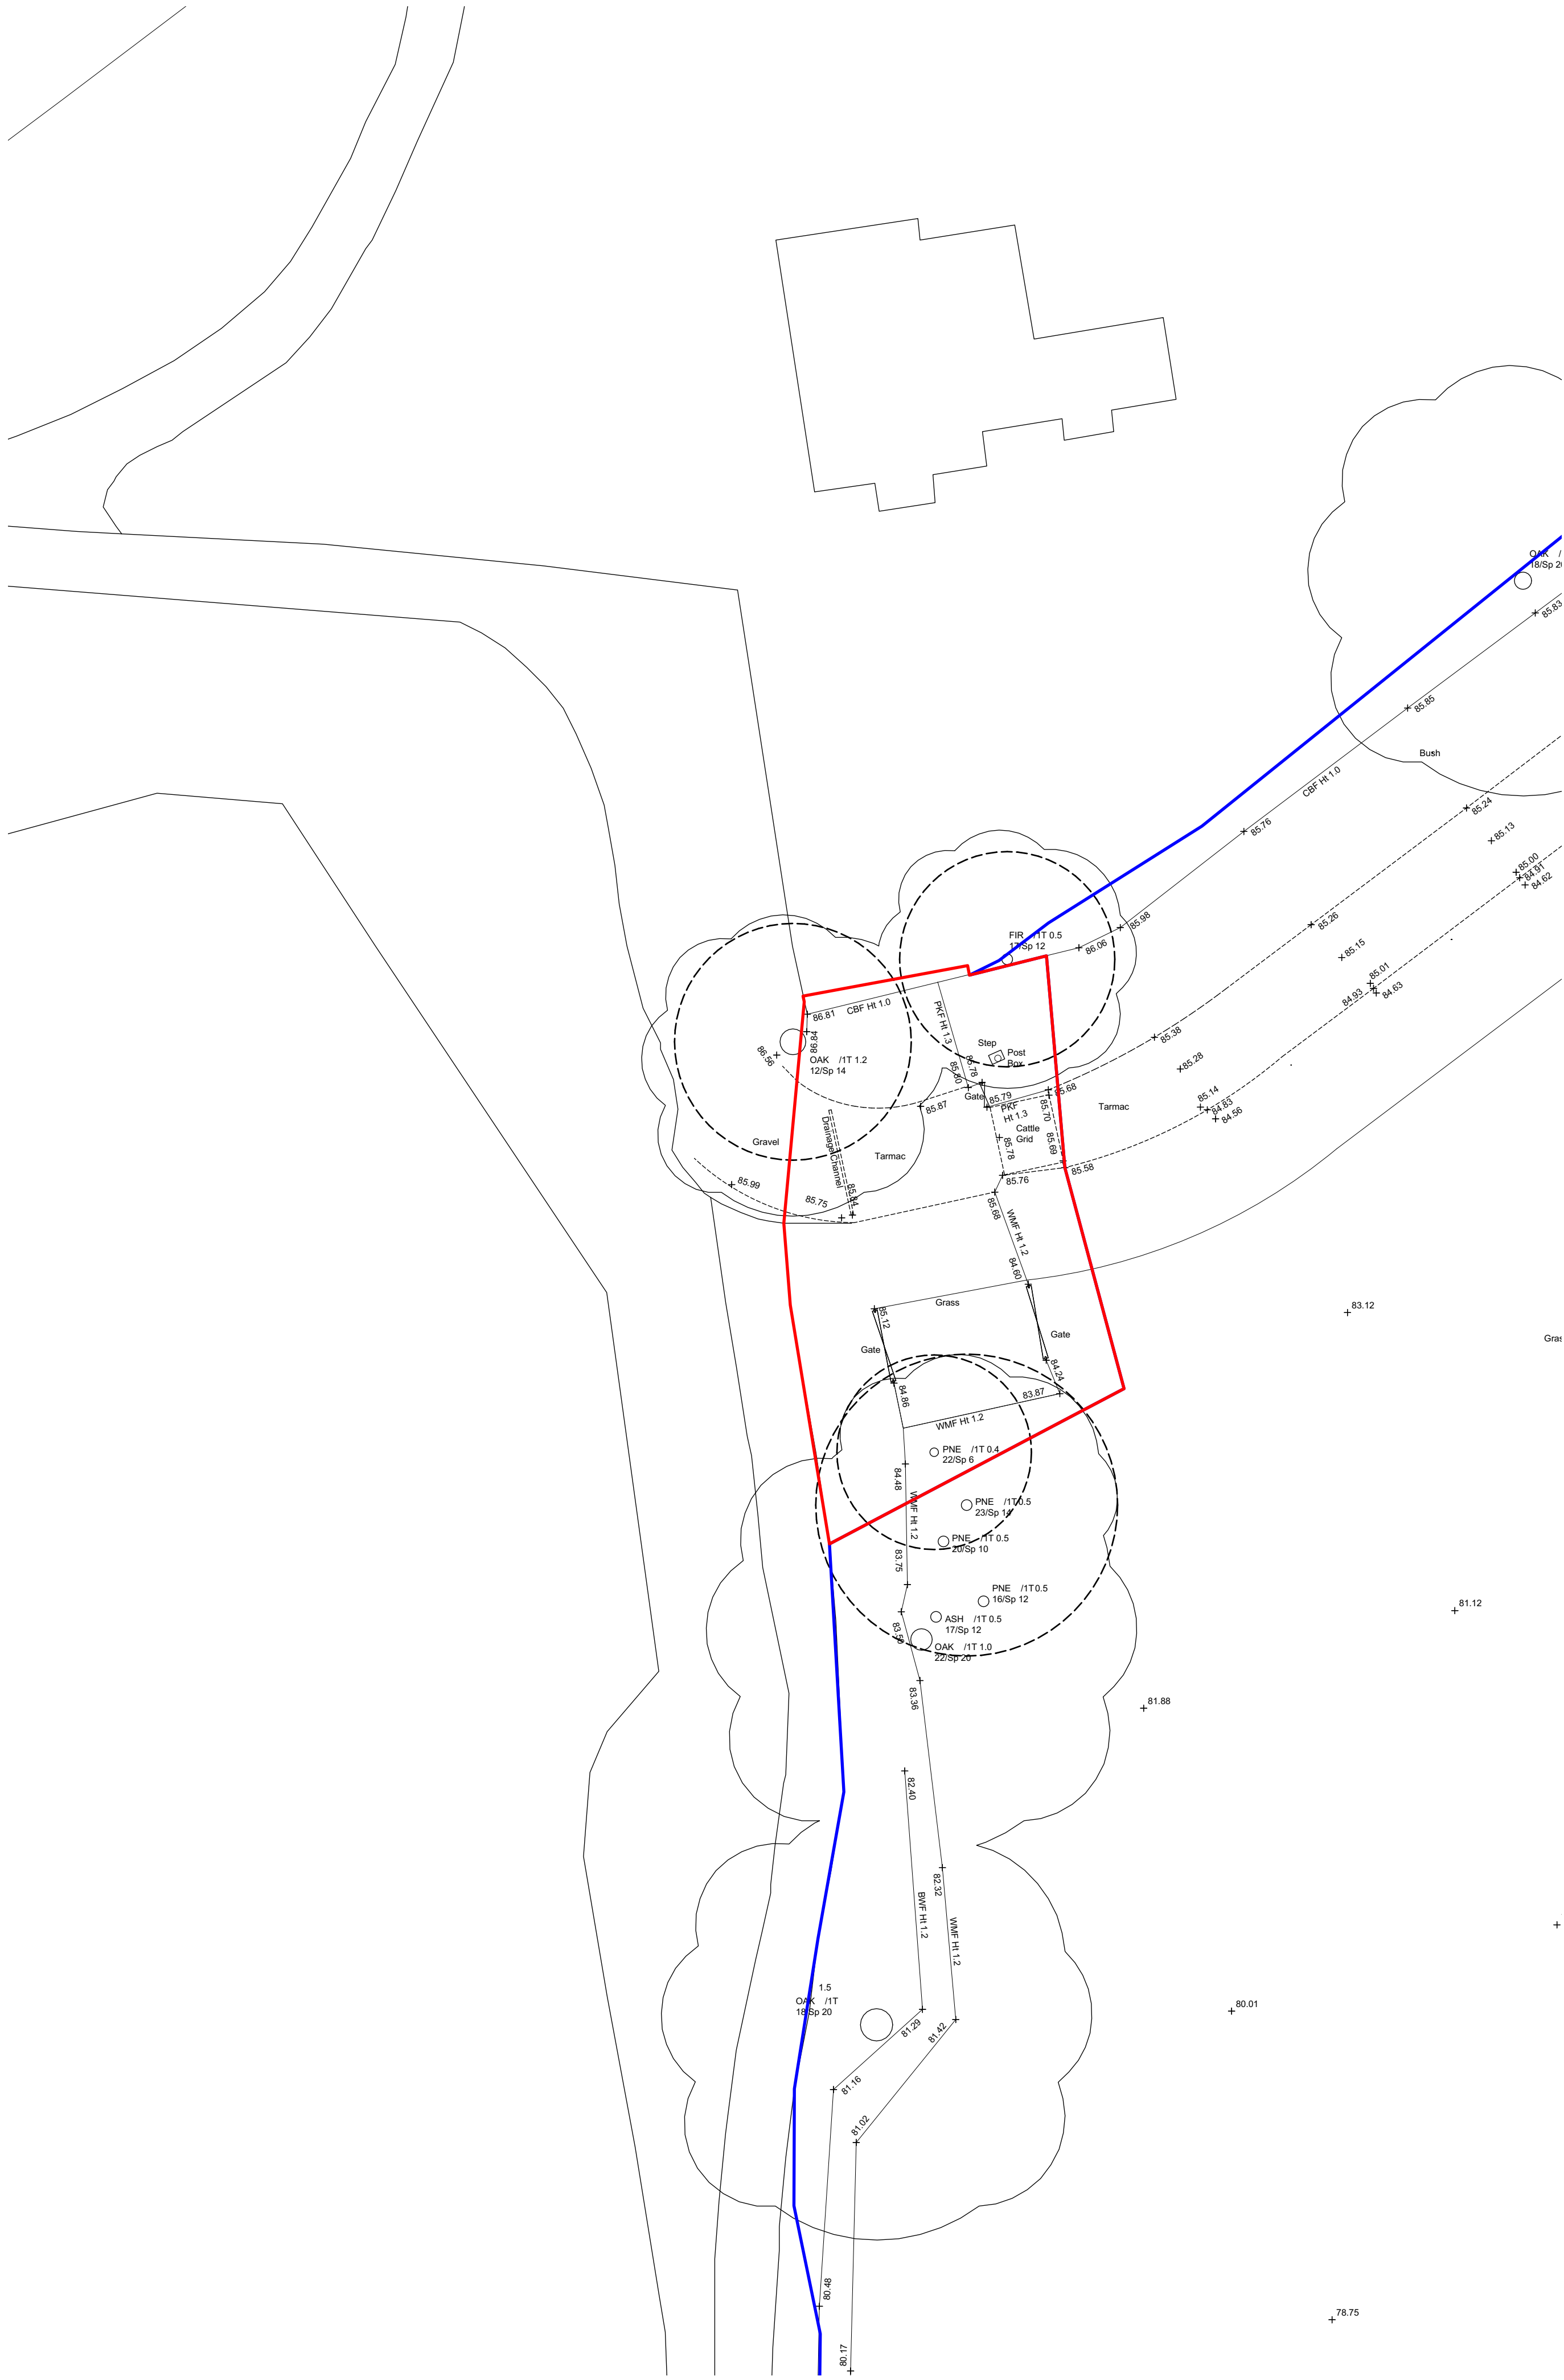 OAK /
18/Sp 20
85.83
85.85
Bush
CBF Ht 1.0
85.24
85.76
85.13
85.00
84.91
84.62
85.98
85.26
FIR /1T 0.5
17/Sp 12
86.06
85.15
85.01
84.93
84.63
CBF Ht 1.0
86.81
PKF Ht 1.3
86.84
86.56
OAK /1T 1.2
12/Sp 14
Step
Post
Box
85.38
85.28
85.78
85.80
Gate
85.79
85.68
PKF
Ht 1.3
85.70
Tarmac
85.14
84.83
84.56
85.87
Cattle
Grid
Drainage Channel
Gravel
Tarmac
85.78
85.69
85.58
85.76
85.99
85.75
85.84
85.68
WMF Ht 1.2
84.60
Grass
85.12
83.12
Gate
Gate
Gras
84.24
84.86
83.87
WMF Ht 1.2
PNE /1T 0.4
22/Sp 6
84.48
PNE /1T 0.5
23/Sp 14
WMF Ht 1.2
PNE /1T 0.5
20/Sp 10
83.75
PNE /1T 0.5
16/Sp 12
81.12
ASH /1T 0.5
17/Sp 12
83.50
OAK /1T 1.0
22/Sp 20
83.36
81.88
82.40
82.32
BWF Ht 1.2
WMF Ht 1.2
1.5
OAK /1T
18/Sp 20
80.01
81.29
81.42
81.16
81.02
80.48
78.75
80.17